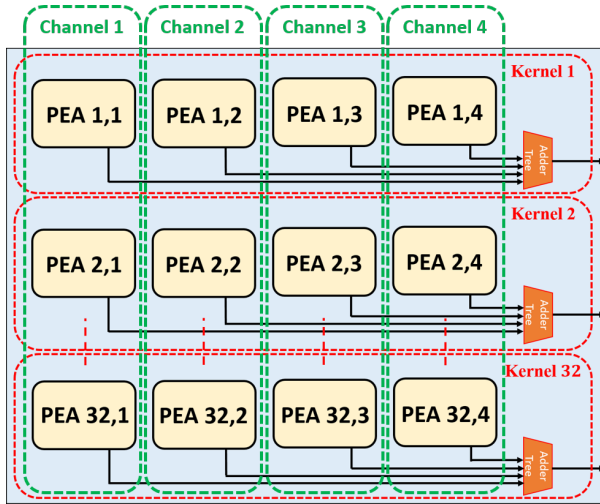 Channel 1
Channel 2
Channel 3
Channel 4
Kernel 1
PEA 1,1
PEA 1,2
PEA 1,3
PEA 1,4
Adder
Tree
Kernel 2
PEA 2,1
PEA 2,2
PEA 2,3
PEA 2,4
Adder
Tree
Kernel 32
PEA 32,1
PEA 32,2
PEA 32,3
PEA 32,4
Adder
Tree